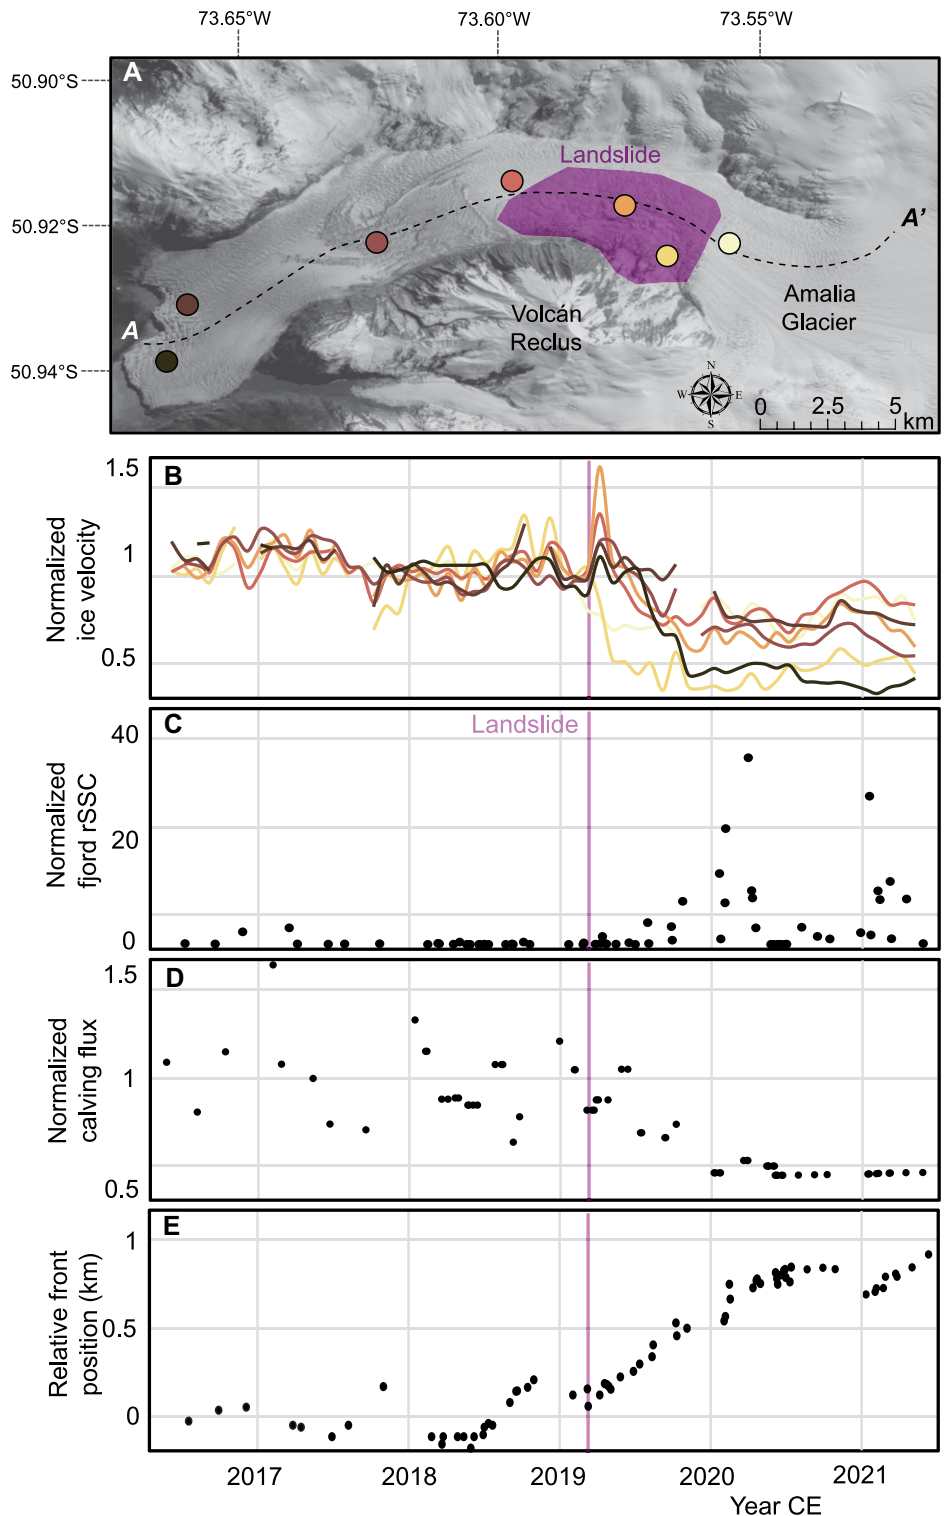 73.65°W 73.60°W 73.55°W
50.90°S
A
Landslide
50.92°S
A’
Amalia
Glacier
Volcán
Reclus
A
50.94°S
N
W E
S
0 2.5 5
km
B
1.5
1
0.5
Normalized
ice velocity
C
Landslide
40
20
0
Normalized
fjord rSSC
D
1.5
1
0.5
Normalized
calving flux
E
1
0.5
0
Relative front
position (km)
2017 2018 2019 2020 2021
Year CE